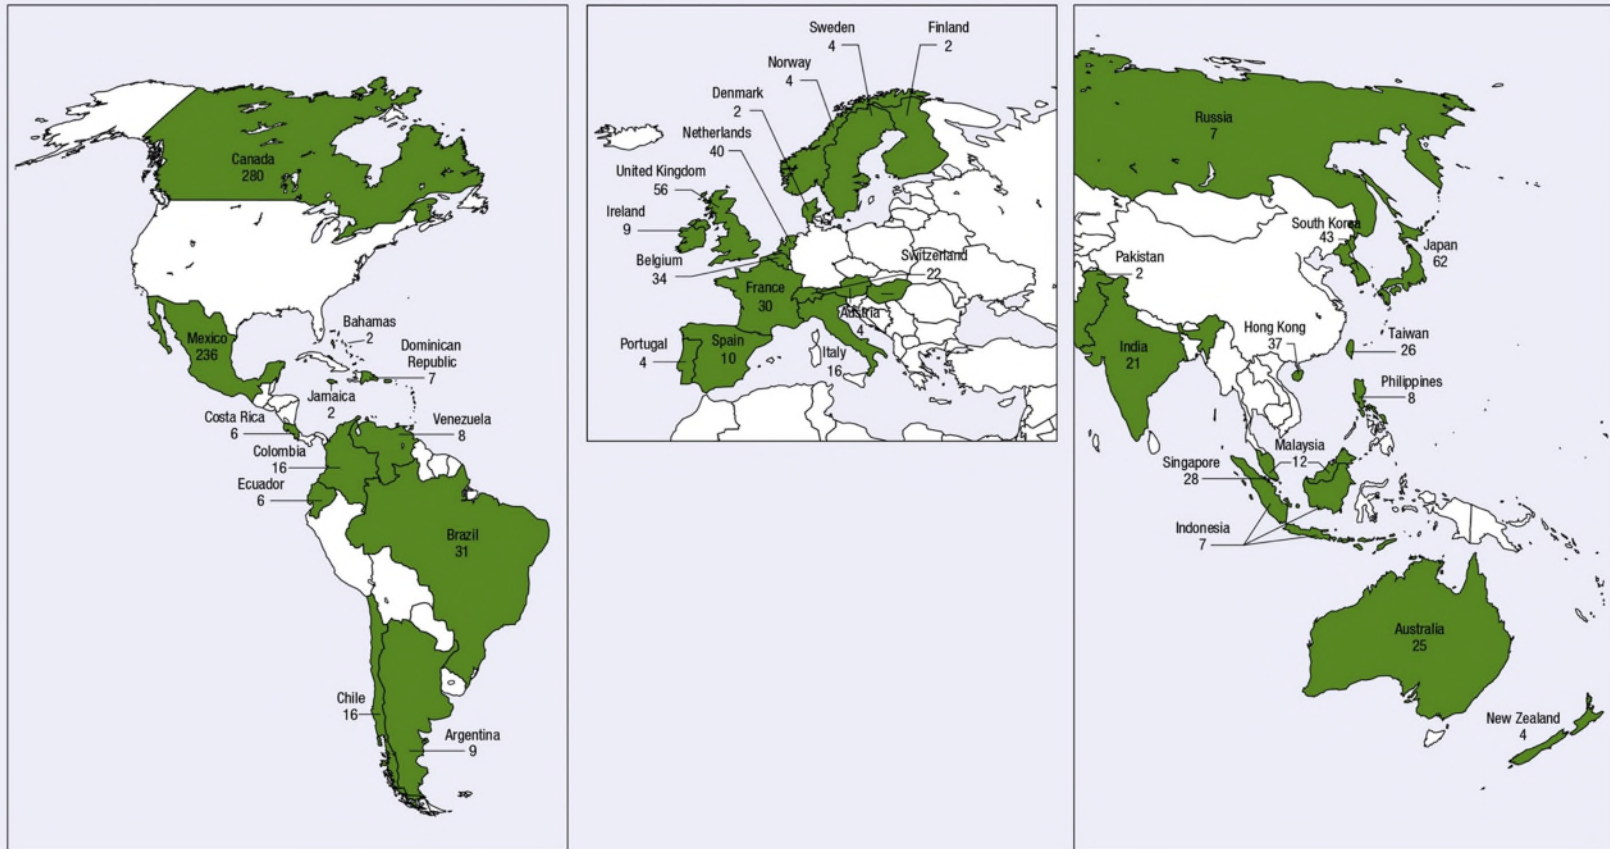 Canada
280
Mexico
236
Bahamas
2
Dominican
Republic
7
Jamaica
2
Costa Rica
6
Venezuela
8
Colombia
16
Ecuador
6
Brazil
31
Chile
16
Argentina
9
Sweden
4
Finland
2
Norway
4
Denmark
2
Netherlands
40
United Kingdom
56
Ireland
9
Belgium
34
Switzerland
22
France
30
Austria
4
Portugal
4
Spain
10
Italy
16
Russia
7
South Korea
43
Japan
62
Pakistan
2
Hong Kong
37
Taiwan
26
India
21
Philippines
8
Malaysia
12
Singapore
28
Indonesia
7
Australia
25
New Zealand
4